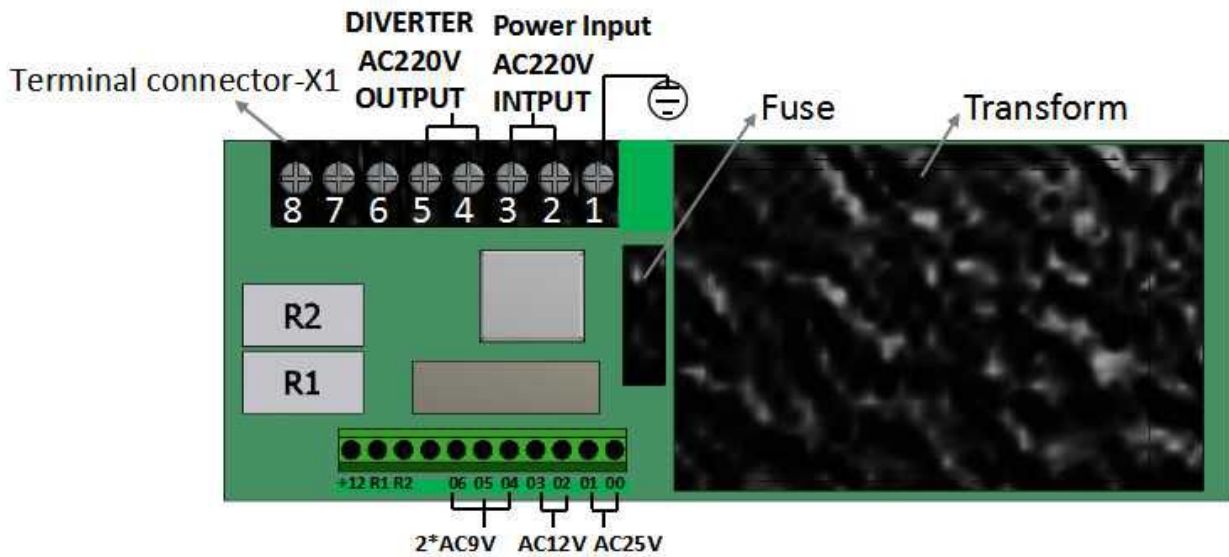 DIVERTER
AC220V
OUTPUT
Power Input
AC220V
INTPUT
Terminal connector-X1
Fuse
Transform
8 7 6 5 4 3 2 1
R2
R1
+12 R1 R2 06 05 04 03 02 01 00
2*AC9V AC12V AC25V